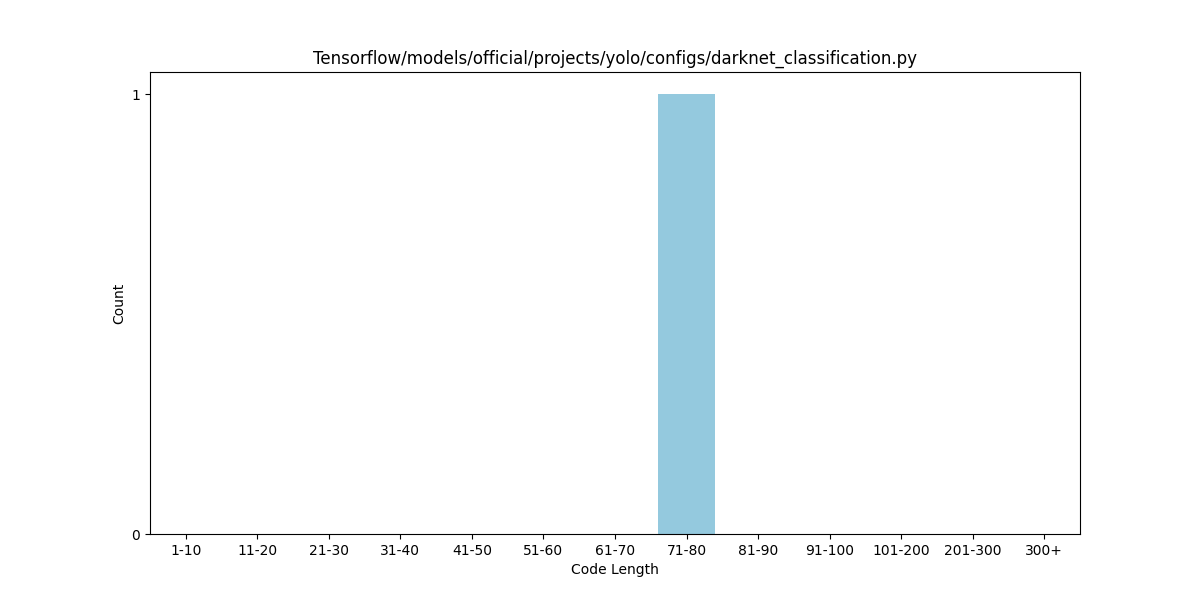 Tensorflow/models/official/projects/yolo/configs/darknet_classification.py
1
Count
0
1-10 11-20 21-30 31-40 41-50 51-60 61-70 71-80 81-90 91-100 101-200 201-300 300+
Code Length